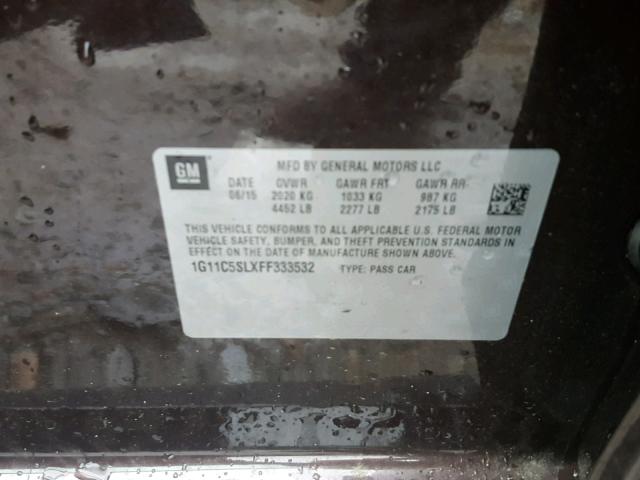 GM
MFD BY GENERAL MOTORS LLC
DATE GVWR GAWR FRT GAWR RR
06/15 2020 KG 1033 KG 987 KG
4452 LB 2277 LB 2175 LB
THIS VEHICLE CONFORMS TO ALL APPLICABLE U.S. FEDERAL MOTOR
VEHICLE SAFETY, BUMPER, AND THEFT PREVENTION STANDARDS IN
EFFECT ON THE DATE OF MANUFACTURE SHOWN ABOVE.
1G11C5SLXFF333532 TYPE: PASS CAR